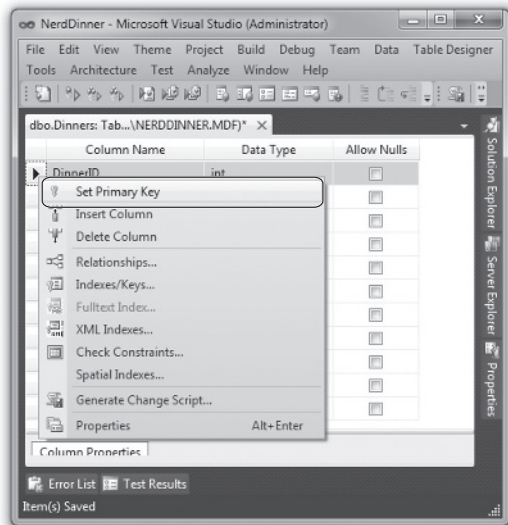 NerdDinner - Microsoft Visual Studio (Administrator)
File Edit View Theme Project Build Debug Team Data Table Designer
Tools Architecture Test Analyze Window Help
dbo.Dinners: Tab...\NERDDINNER.MDF)*
Column Name Data Type Allow Nulls
DinnerID int
Set Primary Key
Insert Column
Delete Column
Relationships...
Indexes/Keys...
Fulltext Index...
XML Indexes...
Check Constraints...
Spatial Indexes...
Generate Change Script...
Properties Alt+Enter
Column Properties
Solution Explorer
Server Explorer
Properties
Error List Test Results
Item(s) Saved